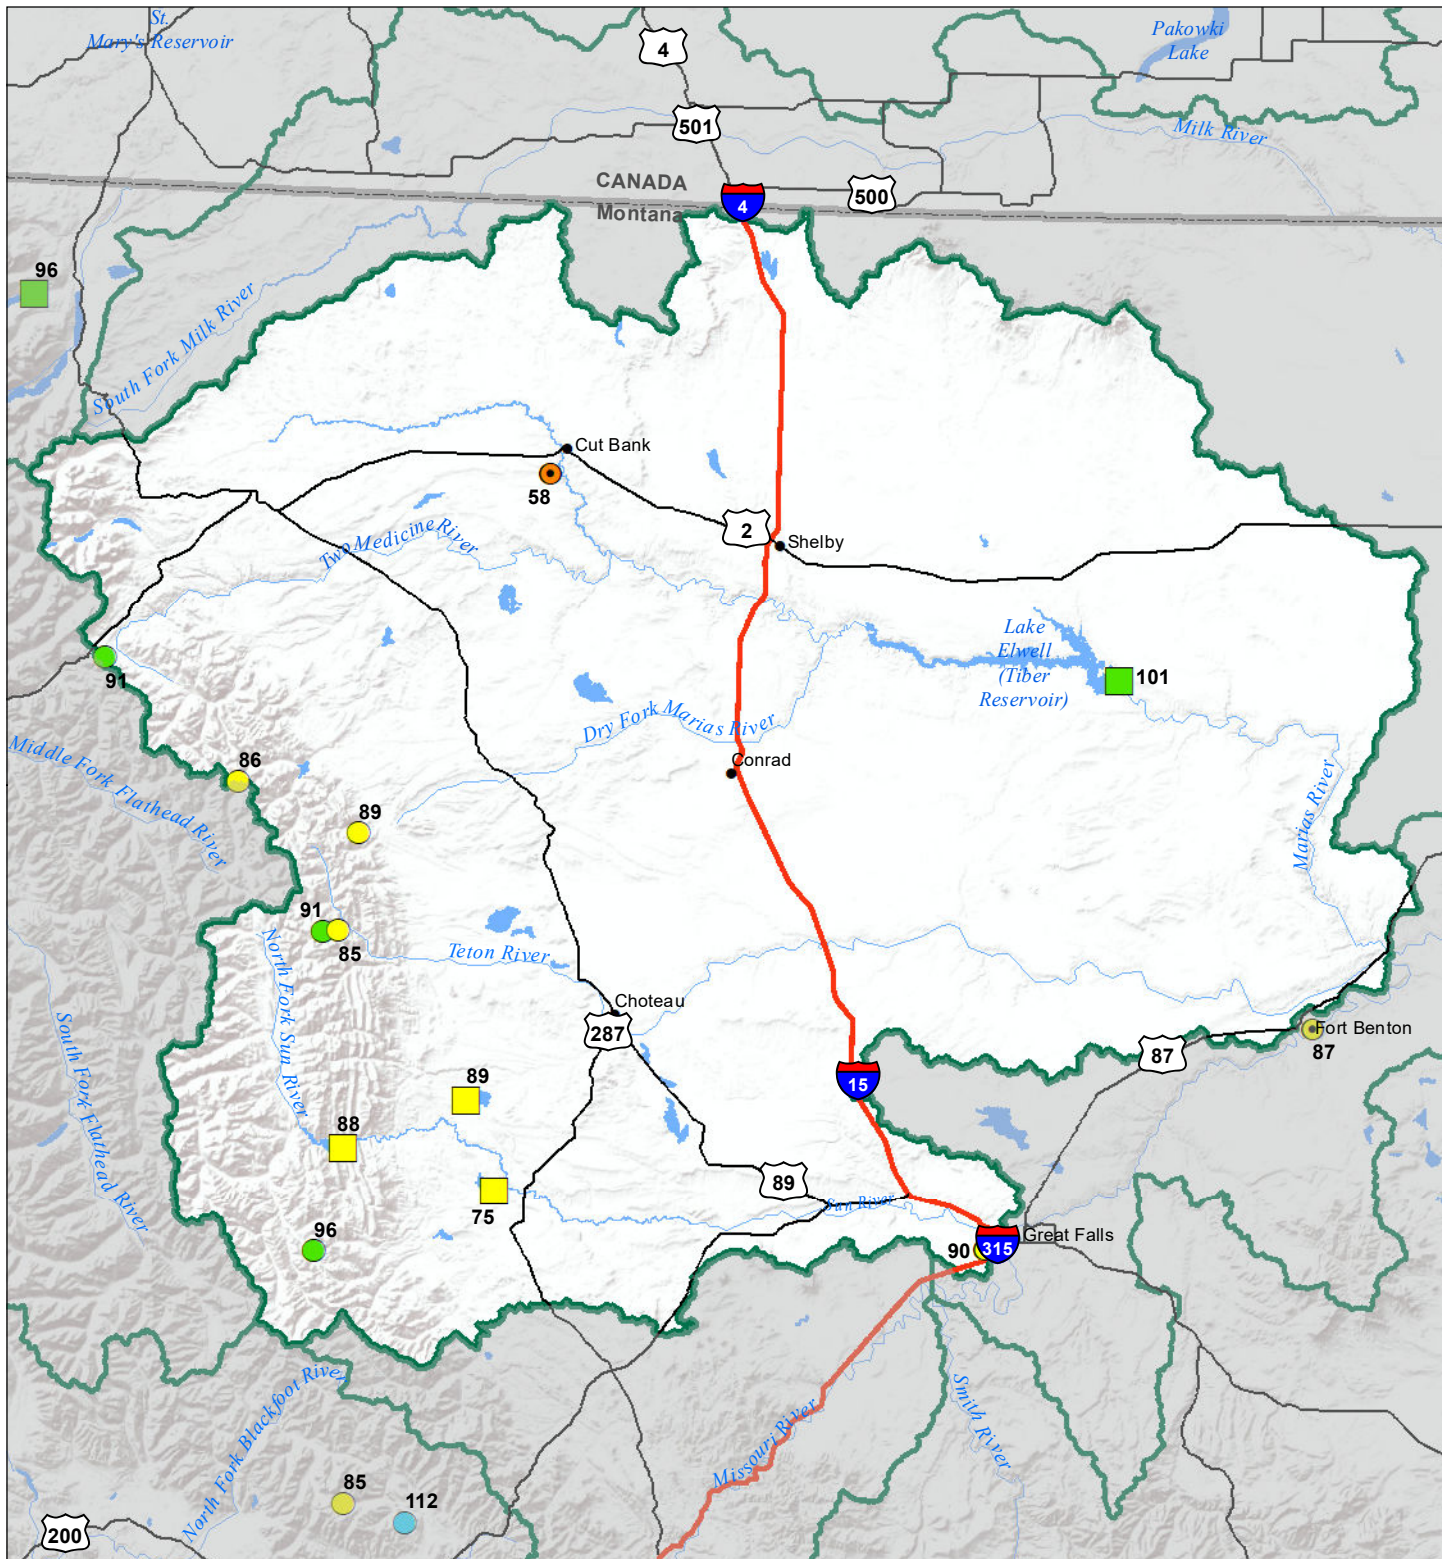 St.
Mary's Reservoir
4
Pakowki
Lake
501
Milk River
CANADA
Montana
4
500
96
South Fork Milk River
Cut Bank
58
2
Shelby
Two Medicine River
Lake
Elwell
(Tiber
Reservoir)
101
91
Dry Fork Marias River
Middle Fork Flathead River
86
Conrad
89
Marias River
91
85
North Fork Sun River
Teton River
Choteau
287
South Fork Flathead River
Fort Benton
87
87
15
89
88
75
89
Sun River
96
90
315
Great Falls
North Fork Blackfoot River
Missouri River
Smith River
85
112
200